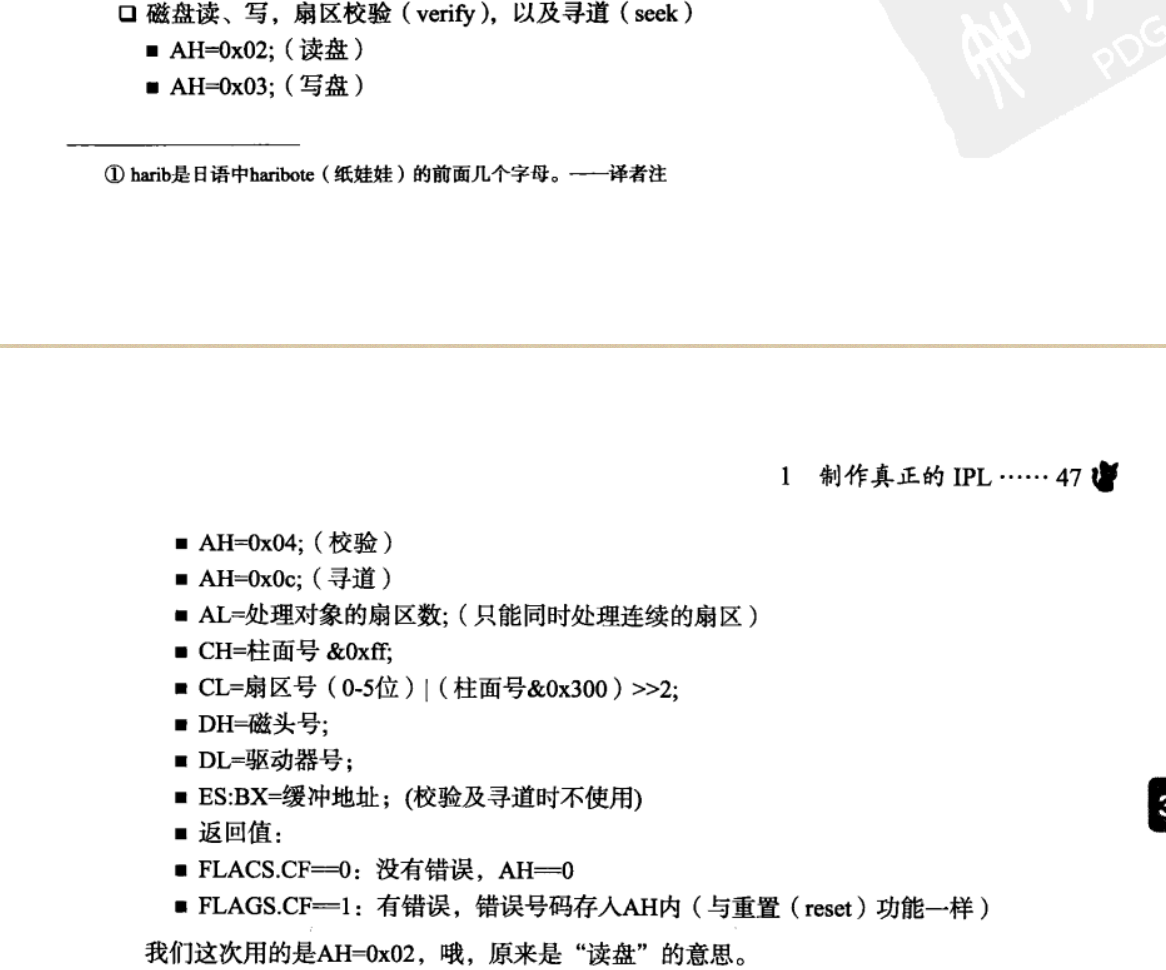 ❑ 磁盘读、写，扇区校验（verify），以及寻道（seek）
■ AH=0x02;（读盘）
■ AH=0x03;（写盘）
① harib是日语中haribote（纸娃娃）的前面几个字母。——译者注
PDG
1 制作真正的 IPL …… 47
■ AH=0x04;（校验）
■ AH=0x0c;（寻道）
■ AL=处理对象的扇区数;（只能同时处理连续的扇区）
■ CH=柱面号 &0xff;
■ CL=扇区号（0-5位）|（柱面号&0x300）>>2;
■ DH=磁头号;
■ DL=驱动器号；
■ ES:BX=缓冲地址；(校验及寻道时不使用)
■ 返回值：
■ FLACS.CF==0：没有错误，AH==0
■ FLAGS.CF==1：有错误，错误号码存入AH内（与重置（reset）功能一样）
我们这次用的是AH=0x02，哦，原来是“读盘”的意思。